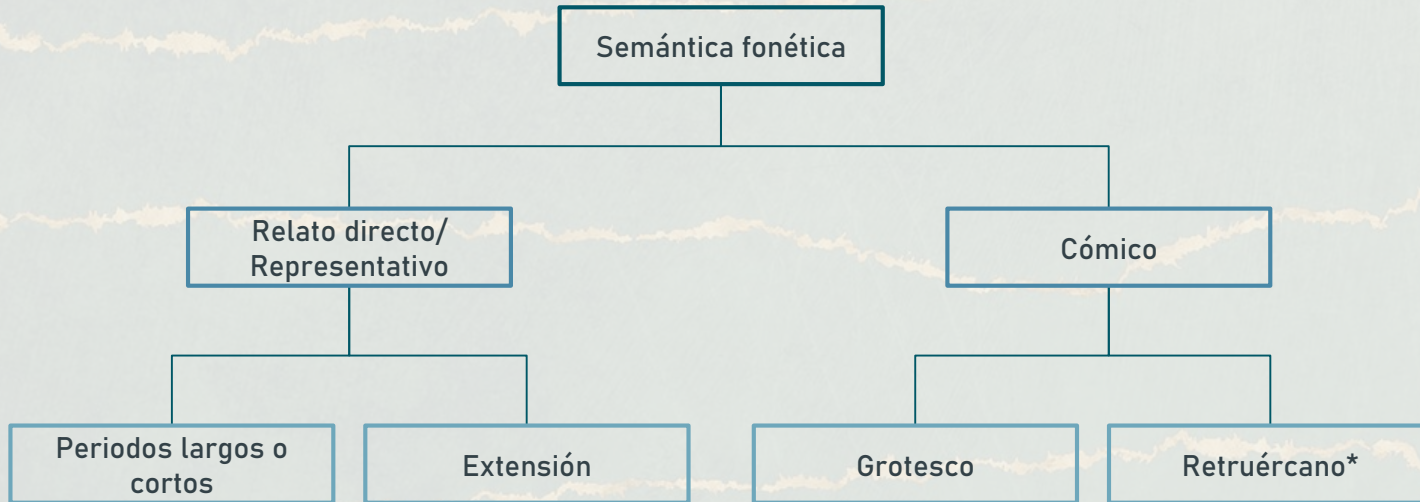 Semántica fonética
Relato directo/
Representativo
Cómico
Periodos largos o
cortos
Extensión
Grotesco
Retruércano*